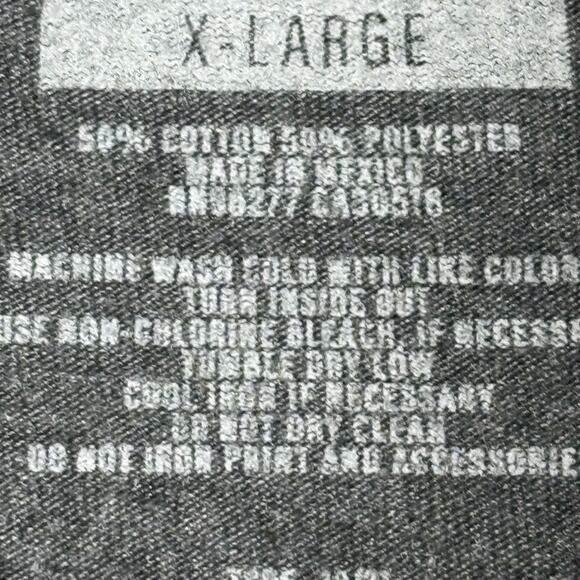 X-LARGE
50% COTTON 50% POLYESTER
MADE IN MEXICO
MACHINE WASH COLD WITH LIKE COLOR
TURN INSIDE OUT
USE NON-CHLORINE BLEACH, IF NECESS
TUMBLE DRY LOW
COOL IRON IF NECESSARY
DO NOT DRY CLEAN
DO NOT IRON PRINT AND ACCESSORIE